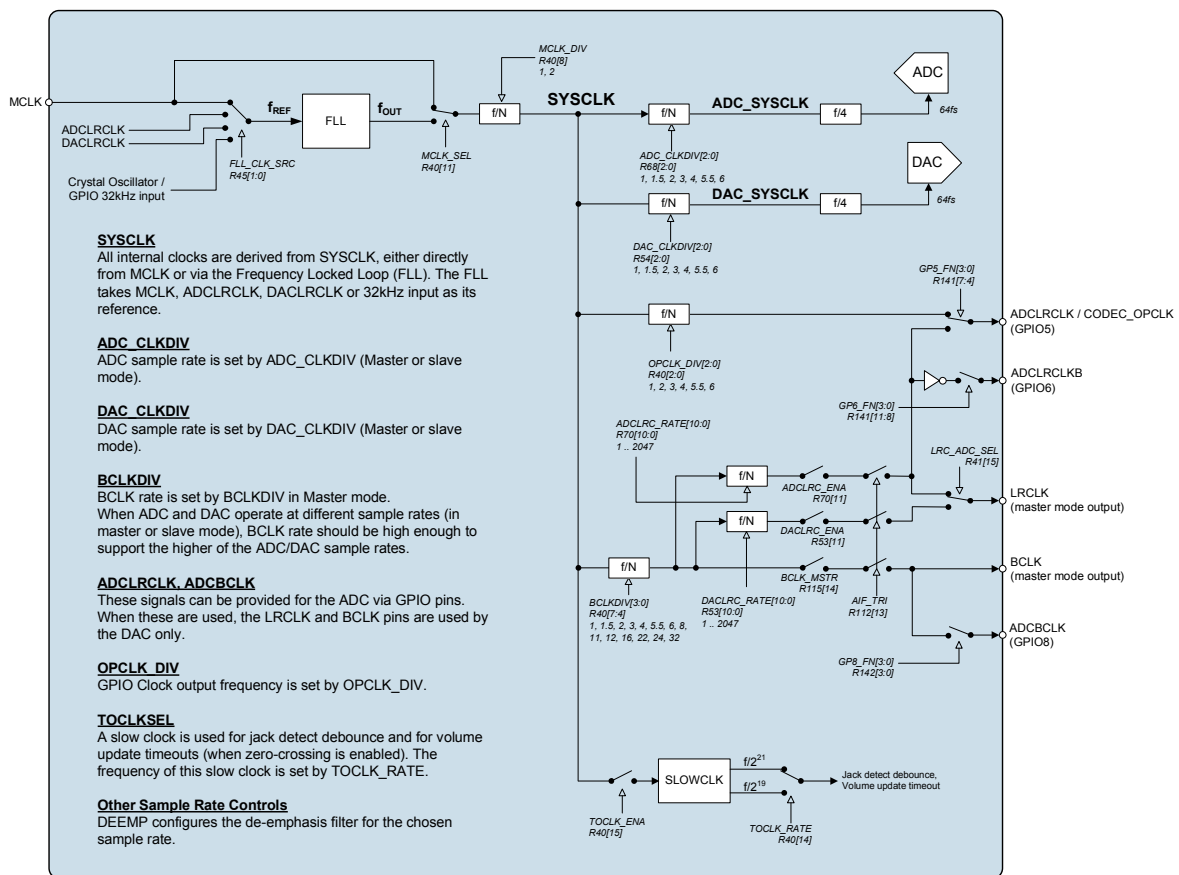 MCLK_DIV
R40[8]
1, 2
MCLK
ADCLRCLK
DACLRCLK
Crystal Oscillator /
GPIO 32kHz input
fREF
FLL
fOUT
FLL_CLK_SRC
R45[1:0]
MCLK_SEL
R40[11]
f/N
SYSCLK
f/N
ADC_SYSCLK
f/4
ADC
64fs
ADC_CLKDIV[2:0]
R68[2:0]
1, 1.5, 2, 3, 4, 5.5, 6
f/N
DAC_SYSCLK
f/4
DAC
64fs
DAC_CLKDIV[2:0]
R54[2:0]
1, 1.5, 2, 3, 4, 5.5, 6
SYSCLK
All internal clocks are derived from SYSCLK, either directly
from MCLK or via the Frequency Locked Loop (FLL). The FLL
takes MCLK, ADCLRCLK, DACLRCLK or 32kHz input as its
reference.
ADC_CLKDIV
ADC sample rate is set by ADC_CLKDIV (Master or slave
mode).
DAC_CLKDIV
DAC sample rate is set by DAC_CLKDIV (Master or slave
mode).
BCLKDIV
BCLK rate is set by BCLKDIV in Master mode.
When ADC and DAC operate at different sample rates (in
master or slave mode), BCLK rate should be high enough to
support the higher of the ADC/DAC sample rates.
ADCLRCLK, ADCBCLK
These signals can be provided for the ADC via GPIO pins.
When these are used, the LRCLK and BCLK pins are used by
the DAC only.
OPCLK_DIV
GPIO Clock output frequency is set by OPCLK_DIV.
TOCLKSEL
A slow clock is used for jack detect debounce and for volume
update timeouts (when zero-crossing is enabled). The
frequency of this slow clock is set by TOCLK_RATE.
Other Sample Rate Controls
DEEMP configures the de-emphasis filter for the chosen
sample rate.
f/N
OPCLK_DIV[2:0]
R40[2:0]
1, 2, 3, 4, 5.5, 6
GP5_FN[3:0]
R141[7:4]
ADCLRCLK / CODEC_OPCLK
(GPIO5)
ADCLRCLKB
(GPIO6)
GP6_FN[3:0]
R141[11:8]
ADCLRC_RATE[10:0]
R70[10:0]
1 .. 2047
f/N
ADCLRC_ENA
R70[11]
LRC_ADC_SEL
R41[15]
LRCLK
(master mode output)
f/N
DACLRC_ENA
R53[11]
f/N
BCLK_MSTR
R115[14]
BCLK
(master mode output)
BCLKDIV[3:0]
R40[7:4]
1, 1.5, 2, 3, 4, 5.5, 6, 8,
11, 12, 16, 22, 24, 32
DACLRC_RATE[10:0]
R53[10:0]
1 .. 2047
AIF_TRI
R112[13]
ADCBCLK
(GPIO8)
GP8_FN[3:0]
R142[3:0]
TOCLK_ENA
R40[15]
SLOWCLK
f/2²¹
f/2¹⁹
TOCLK_RATE
R40[14]
Jack detect debounce,
Volume update timeout